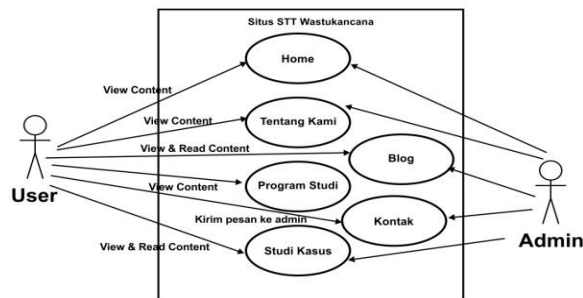 Situs STT Wastukancana
Home
View Content
Tentang Kami
View Content
View & Read Content
Blog
User
Program Studi
View Content
Kontak
Kirim pesan ke admin
Admin
View & Read Content
Studi Kasus